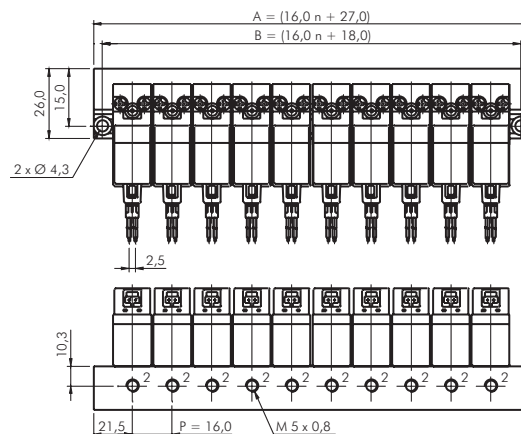 A = (16,0 n + 27,0)
B = (16,0 n + 18,0)
26,0
15,0
2 x Ø 4,3
2,5
10,3
2 2 2 2 2 2 2 2 2 2
21,5
P = 16,0
M 5 x 0,8